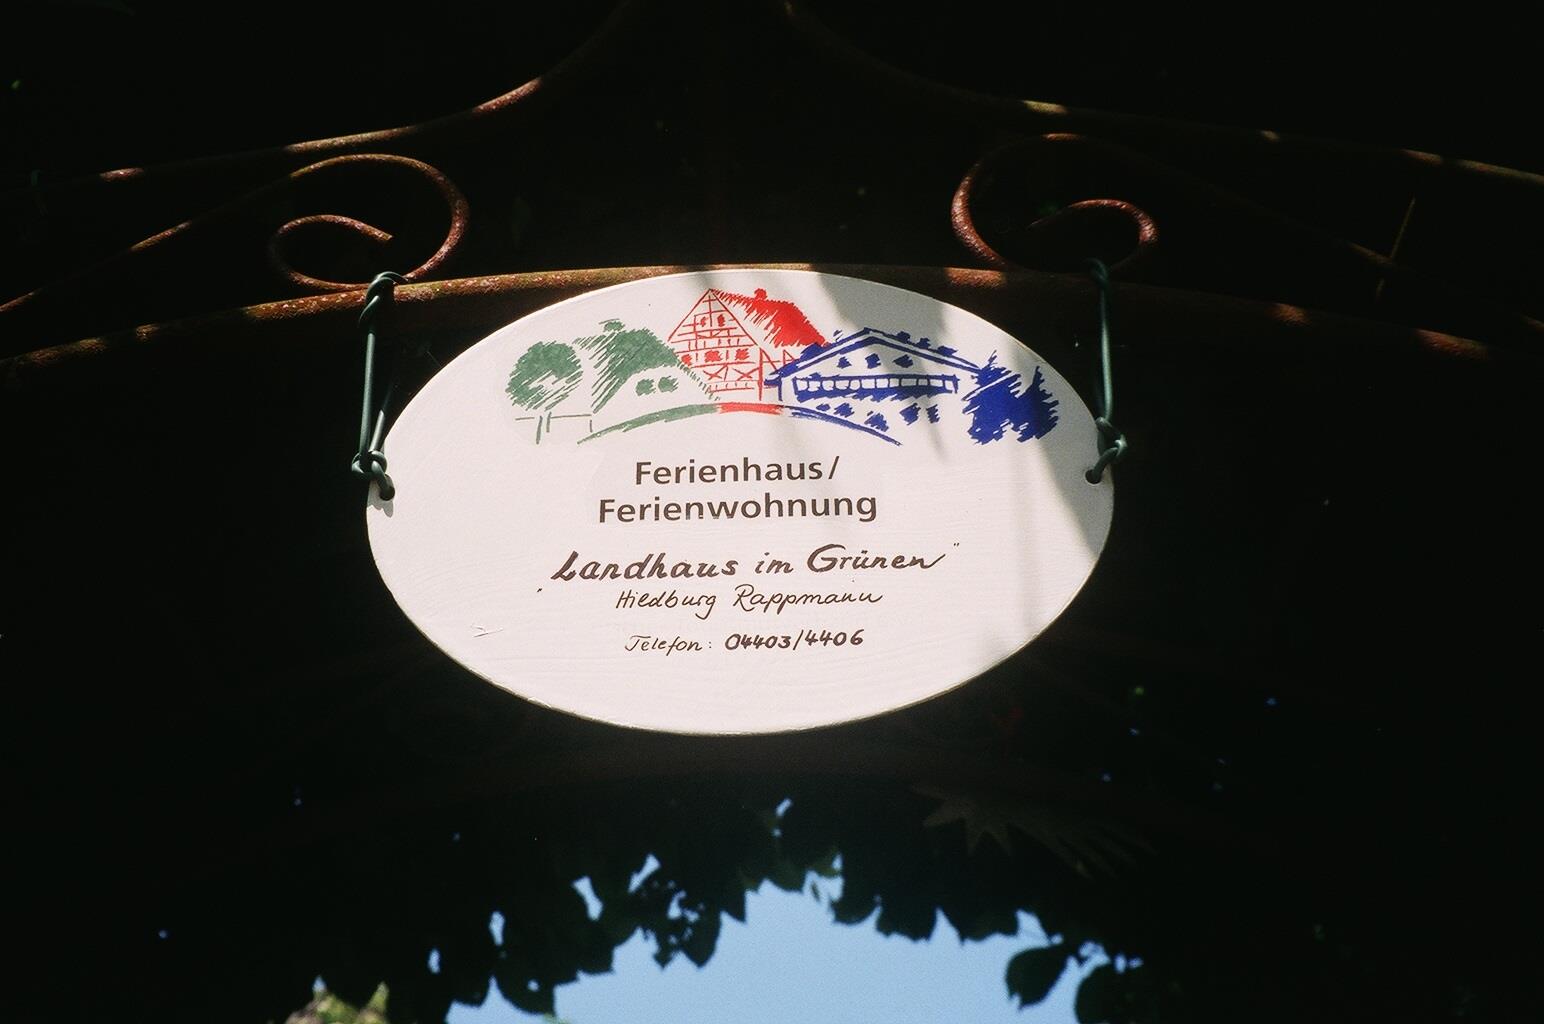 Ferienhaus/
Ferienwohnung
"Landhaus im Grünen"
Hiedburg Rappmann
Telefon: 04403/4406